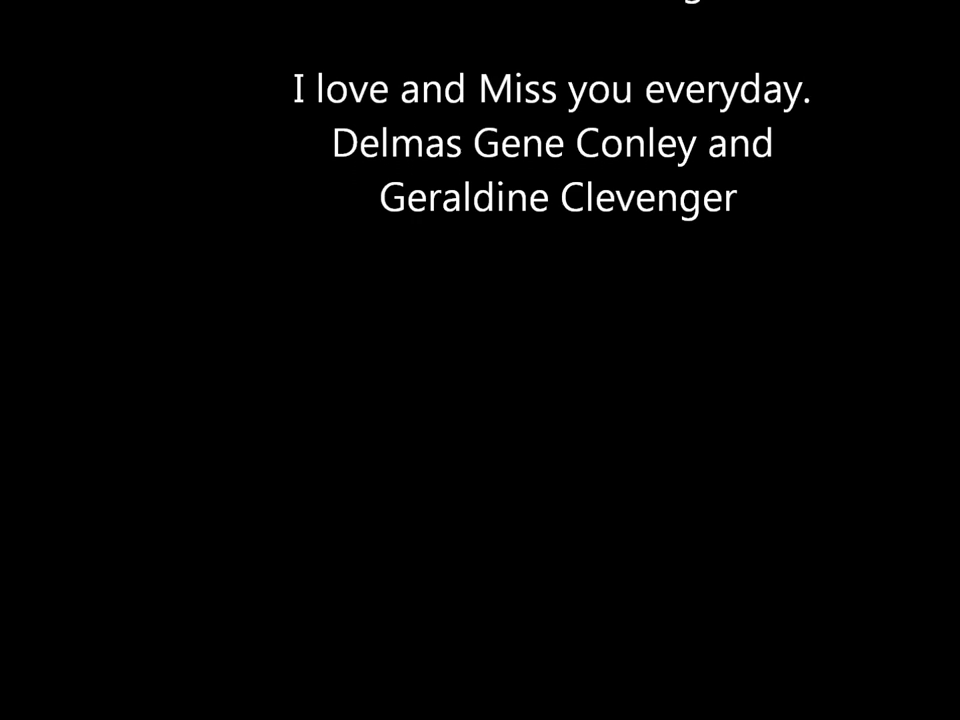 I love and Miss you everyday.
Delmas Gene Conley and
Geraldine Clevenger